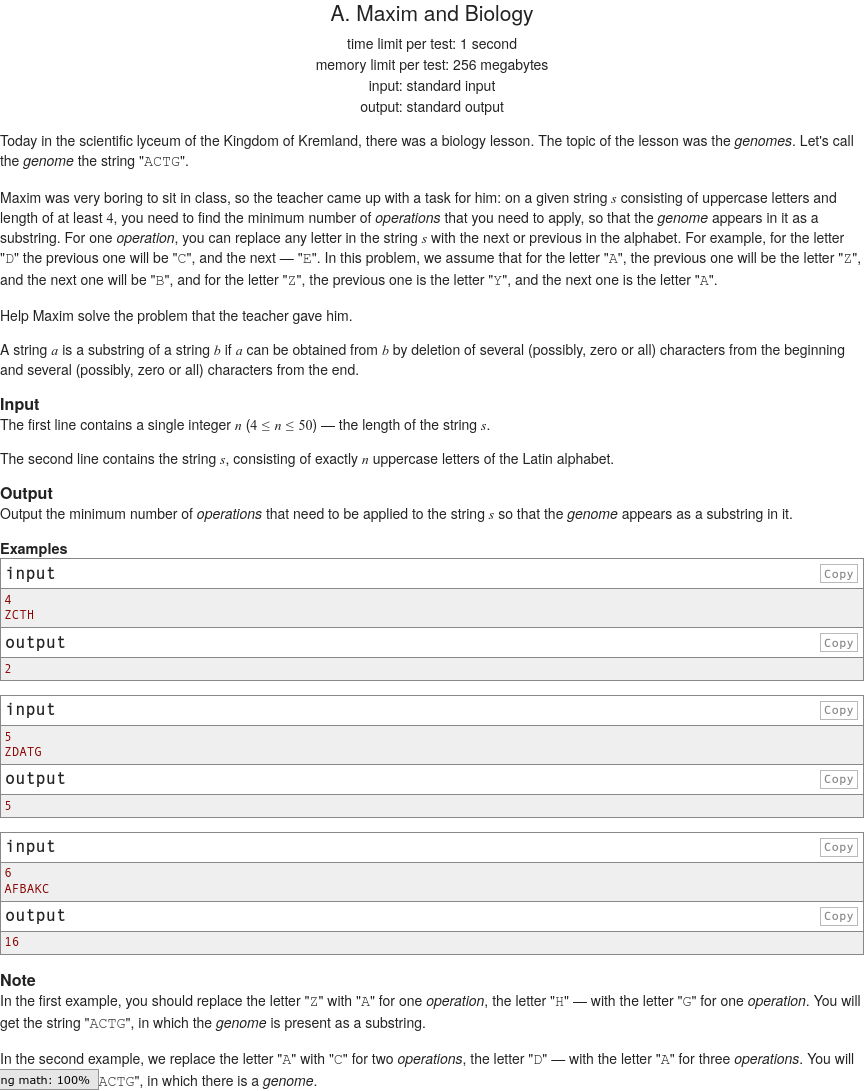 A. Maxim and Biology
time limit per test: 1 second
memory limit per test: 256 megabytes
input: standard input
output: standard output
Today in the scientific lyceum of the Kingdom of Kremland, there was a biology lesson. The topic of the lesson was the genomes. Let's call
the genome the string "ACTG".
Maxim was very boring to sit in class, so the teacher came up with a task for him: on a given string s consisting of uppercase letters and
length of at least 4, you need to find the minimum number of operations that you need to apply, so that the genome appears in it as a
substring. For one operation, you can replace any letter in the string s with the next or previous in the alphabet. For example, for the letter
"D" the previous one will be "C", and the next — "E". In this problem, we assume that for the letter "A", the previous one will be the letter "Z",
and the next one will be "B", and for the letter "Z", the previous one is the letter "Y", and the next one is the letter "A".
Help Maxim solve the problem that the teacher gave him.
A string a is a substring of a string b if a can be obtained from b by deletion of several (possibly, zero or all) characters from the beginning
and several (possibly, zero or all) characters from the end.
Input
The first line contains a single integer n (4 ≤ n ≤ 50) — the length of the string s.
The second line contains the string s, consisting of exactly n uppercase letters of the Latin alphabet.
Output
Output the minimum number of operations that need to be applied to the string s so that the genome appears as a substring in it.
Examples
input Copy
4
ZCTH
output Copy
2
input Copy
5
ZDATG
output Copy
5
input Copy
6
AFBAKC
output Copy
16
Note
In the first example, you should replace the letter "Z" with "A" for one operation, the letter "H" — with the letter "G" for one operation. You will
get the string "ACTG", in which the genome is present as a substring.
In the second example, we replace the letter "A" with "C" for two operations, the letter "D" — with the letter "A" for three operations. You will
ng math: 100% ACTG", in which there is a genome.